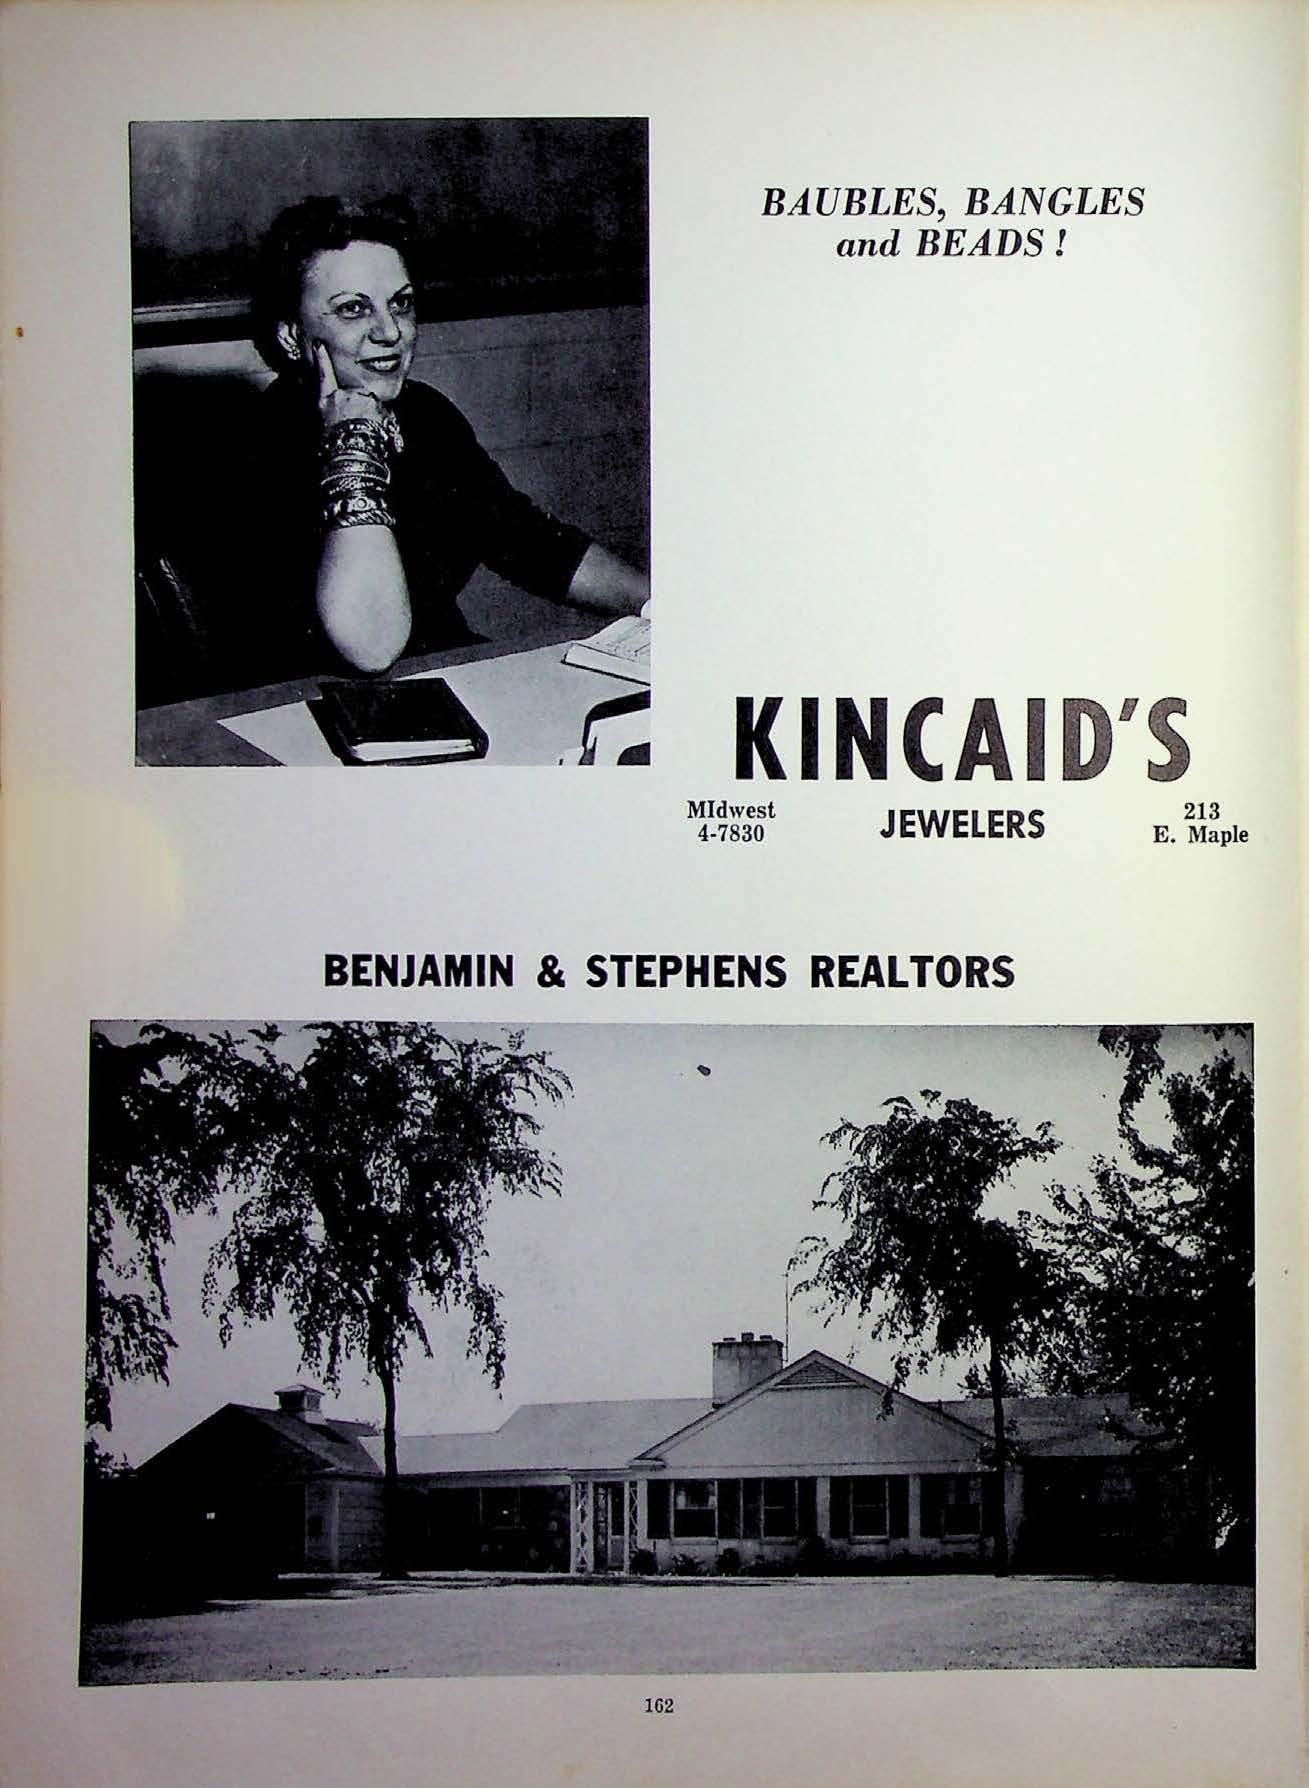 BAUBLES, BANGLES
and BEADS !
KINCAID'S
MIdwest
4-7830
JEWELERS
213
E. Maple
BENJAMIN & STEPHENS REALTORS
162